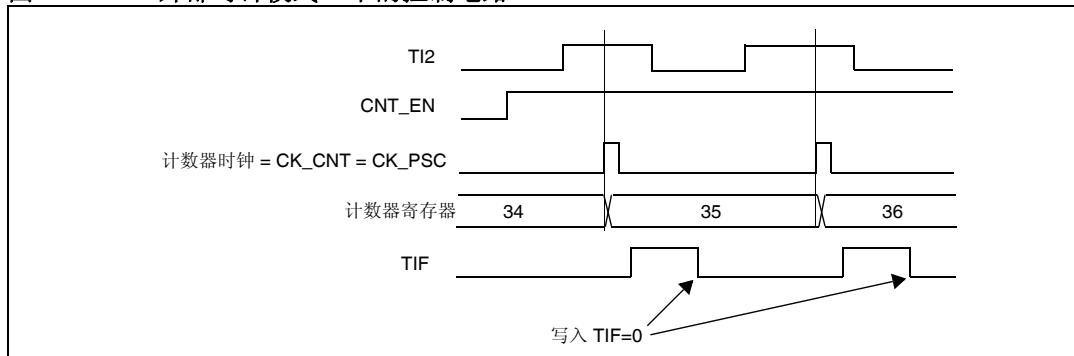 TI2
CNT_EN
计数器时钟 = CK_CNT = CK_PSC
计数器寄存器 34 35 36
TIF
写入 TIF=0